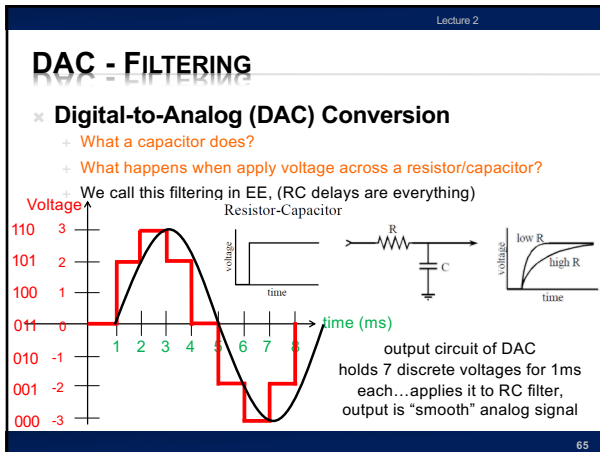 Lecture 2
DAC - FILTERING
Digital-to-Analog (DAC) Conversion
+ What a capacitor does?
+ What happens when apply voltage across a resistor/capacitor?
+ We call this filtering in EE, (RC delays are everything)
Voltage
Resistor-Capacitor
110 3
101 2
100 1
011 0
010 -1
001 -2
000 -3
1 2 3 4 5 6 7 8
time (ms)
voltage
time
R
C
voltage
low R
high R
time
output circuit of DAC
holds 7 discrete voltages for 1ms
each…applies it to RC filter,
output is “smooth” analog signal
65